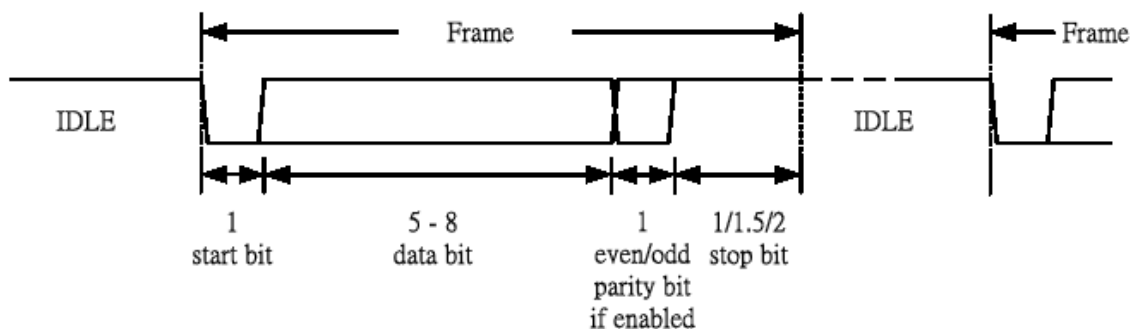 Frame
Frame
IDLE
IDLE
1
start bit
5 - 8
data bit
1
even/odd
parity bit
if enabled
1/1.5/2
stop bit